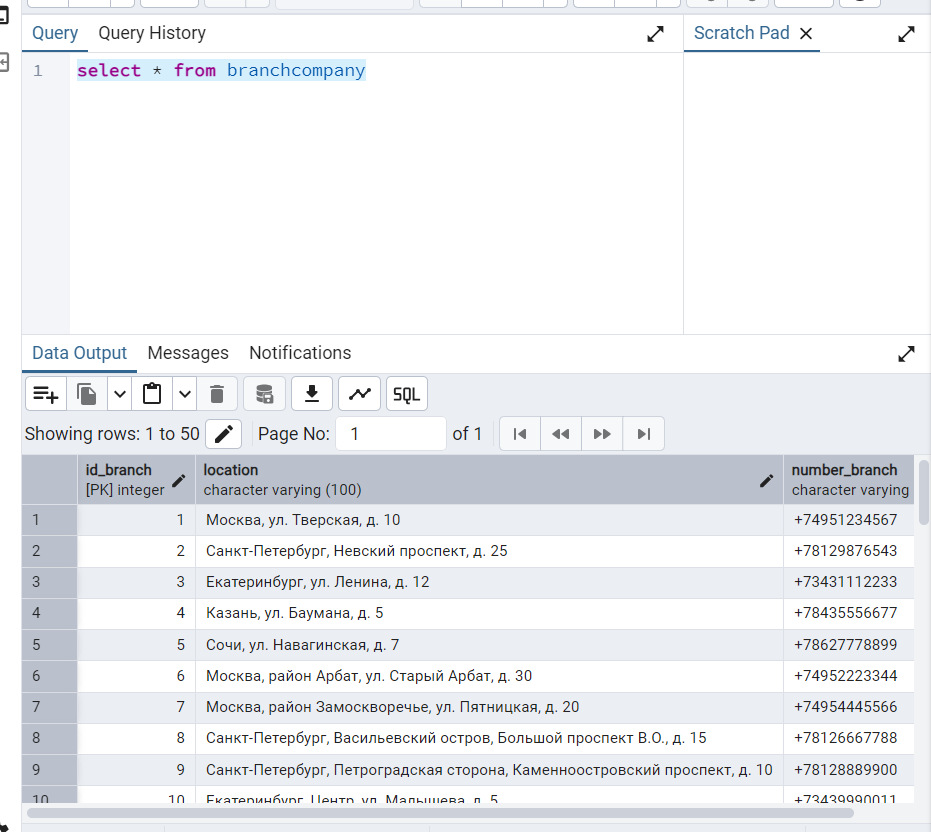 Query Query History Scratch Pad
1 select * from branchcompany
Data Output Messages Notifications
SQL
Showing rows: 1 to 50 Page No: 1 of 1
id_branch location number_branch
[PK] integer character varying (100) character varying
1 1 Москва, ул. Тверская, д. 10 +74951234567
2 2 Санкт-Петербург, Невский проспект, д. 25 +78129876543
3 3 Екатеринбург, ул. Ленина, д. 12 +73431112233
4 4 Казань, ул. Баумана, д. 5 +78435556677
5 5 Сочи, ул. Навагинская, д. 7 +78627778899
6 6 Москва, район Арбат, ул. Старый Арбат, д. 30 +74952223344
7 7 Москва, район Замоскворечье, ул. Пятницкая, д. 20 +74954445566
8 8 Санкт-Петербург, Васильевский остров, Большой проспект В.О., д. 15 +78126667788
9 9 Санкт-Петербург, Петроградская сторона, Каменноостровский проспект, д. 10 +78128889900
10 10 Екатеринбург, Центр, ул. Малышева, д. 5 +73439990011